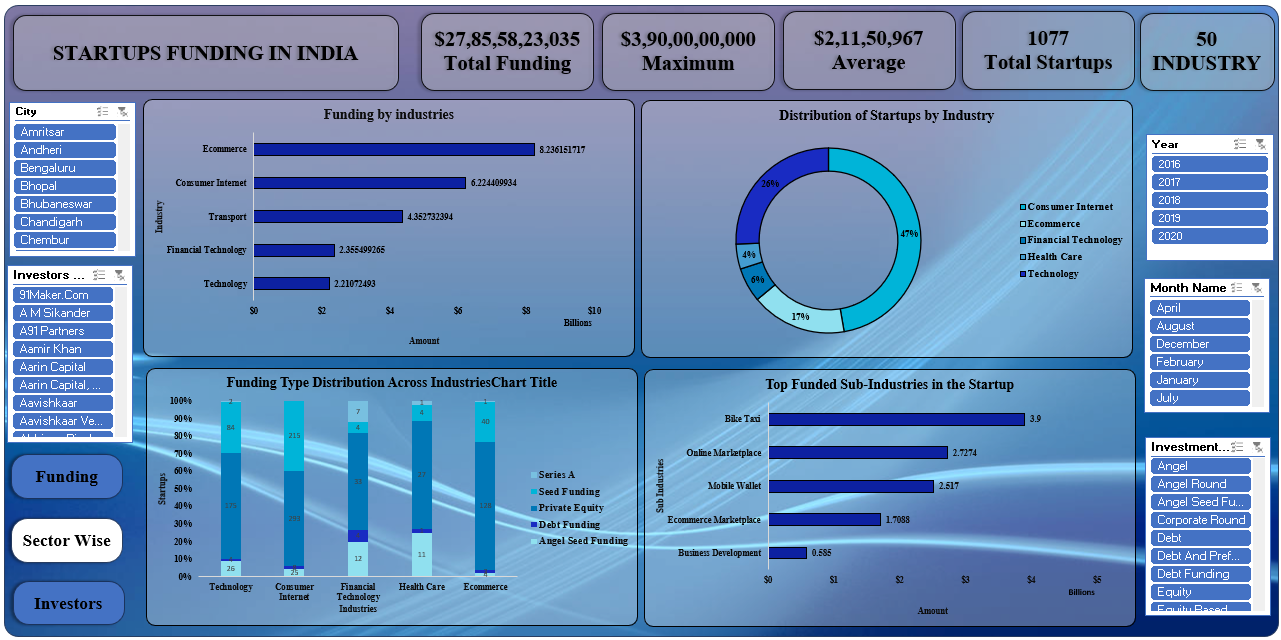 STARTUPS FUNDING IN INDIA
$27,85,58,23,035
Total Funding
$3,90,00,00,000
Maximum
$2,11,50,967
Average
1077
Total Startups
50
INDUSTRY
City
Amritsar
Andheri
Bengaluru
Bhopal
Bhubaneswar
Chandigarh
Chembur
Investors ...
91Maker.Com
A M Sikander
A91 Partners
Aamir Khan
Aarin Capital
Aarin Capital, ...
Aavishkaar
Aavishkaar Ve...
Funding
Sector Wise
Investors
Funding by industries
Industry
Ecommerce
8.236151717
Consumer Internet
6.224409934
Transport
4.352732394
Financial Technology
2.355499265
Technology
2.21072493
$0 $2 $4 $6 $8 $10
Billions
Amount
Distribution of Startups by Industry
26%
47%
4%
6%
17%
Consumer Internet
Ecommerce
Financial Technology
Health Care
Technology
Funding Type Distribution Across IndustriesChart Title
Startups
100%
90%
80%
70%
60%
50%
40%
30%
20%
10%
0%
2 1 1
84 215 7 4 40
4
33 27
26 25 12 11 4
Technology
Consumer Internet
Financial Technology
Health Care
Ecommerce
Industries
Series A
Seed Funding
Private Equity
Debt Funding
Angel Seed Funding
Top Funded Sub-Industries in the Startup
Sub Industries
Bike Taxi
3.9
Online Marketplace
2.7274
Mobile Wallet
2.517
Ecommerce Marketplace
1.7088
Business Development
0.585
$0 $1 $2 $3 $4 $5
Billions
Amount
Year
2016
2017
2018
2019
2020
Month Name
April
August
December
February
January
July
Investment...
Angel
Angel Round
Angel Seed Fu...
Corporate Round
Debt
Debt And Pref...
Debt Funding
Equity
Equity Based